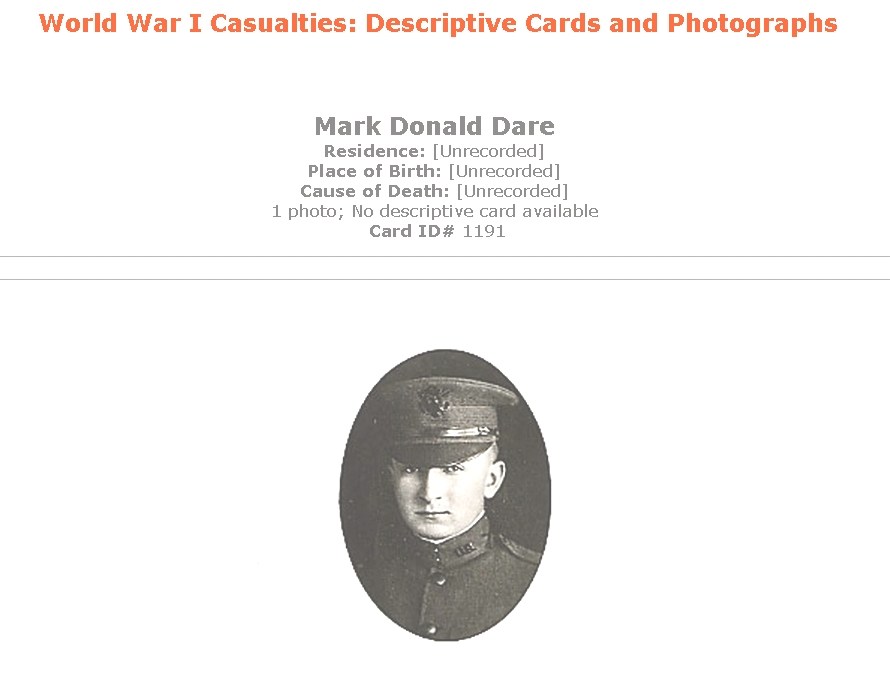 World War I Casualties: Descriptive Cards and Photographs
Mark Donald Dare
Residence: [Unrecorded]
Place of Birth: [Unrecorded]
Cause of Death: [Unrecorded]
1 photo; No descriptive card available
Card ID# 1191